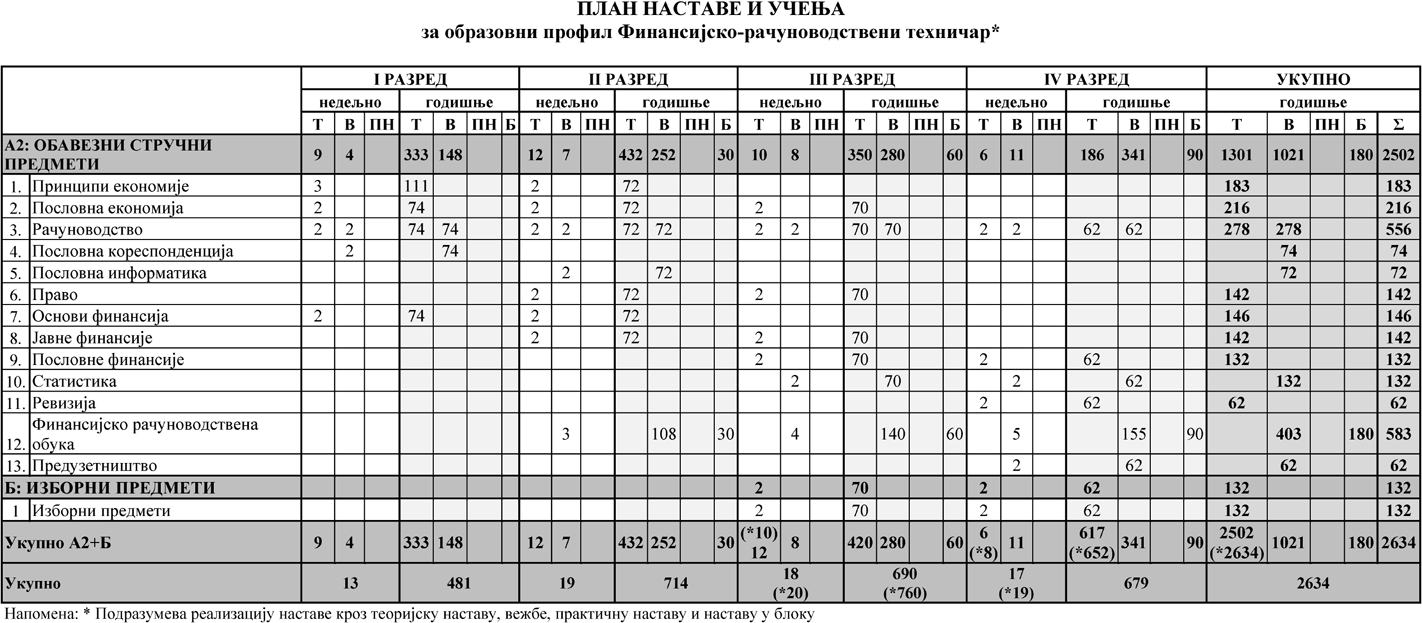 ПЛАН НАСТАВЕ И УЧЕЊА
за образовни профил Финансијско-рачуноводствени техничар*
I РАЗРЕД II РАЗРЕД III РАЗРЕД IV РАЗРЕД УКУПНО
недељно годишње недељно годишње недељно годишње недељно годишње годишње
Т В ПН Т В ПН Б Т В ПН Т В ПН Б Т В ПН Т В ПН Б Т В ПН Т В ПН Б Т В ПН Б Σ
А2: ОБАВЕЗНИ СТРУЧНИ
ПРЕДМЕТИ 9 4 333 148 12 7 432 252 30 10 8 350 280 60 6 11 186 341 90 1301 1021 180 2502
1. Принципи економије 3 111 2 72 183 183
2. Пословна економија 2 74 2 72 2 70 216 216
3. Рачуноводство 2 2 74 74 2 2 72 72 2 2 70 70 2 2 62 62 278 278 556
4. Пословна кореспонденција 2 74 74 74
5. Пословна информатика 2 72 72 72
6. Право 2 72 2 70 142 142
7. Основи финансија 2 74 2 72 146 146
8. Јавне финансије 2 72 2 70 142 142
9. Пословне финансије 2 70 2 62 132 132
10. Статистика 2 70 2 62 132 132
11. Ревизија 2 62 62 62
Финансијско рачуноводствена
12. обука 3 108 30 4 140 60 5 155 90 403 180 583
13. Предузетништво 2 62 62 62
Б: ИЗБОРНИ ПРЕДМЕТИ 2 70 2 62 132 132
1 Изборни предмети 2 70 2 62 132 132
(*10) 6 617 2502
Укупно А2+Б 9 4 333 148 12 7 432 252 30 12 8 420 280 60 (*8) 11 (*652) 341 90 (*2634) 1021 180 2634
18 690 17
Укупно 13 481 19 714 (*20) (*760) (*19) 679 2634
Напомена: * Подразумева реализацију наставе кроз теоријску наставу, вежбе, практичну наставу и наставу у блоку